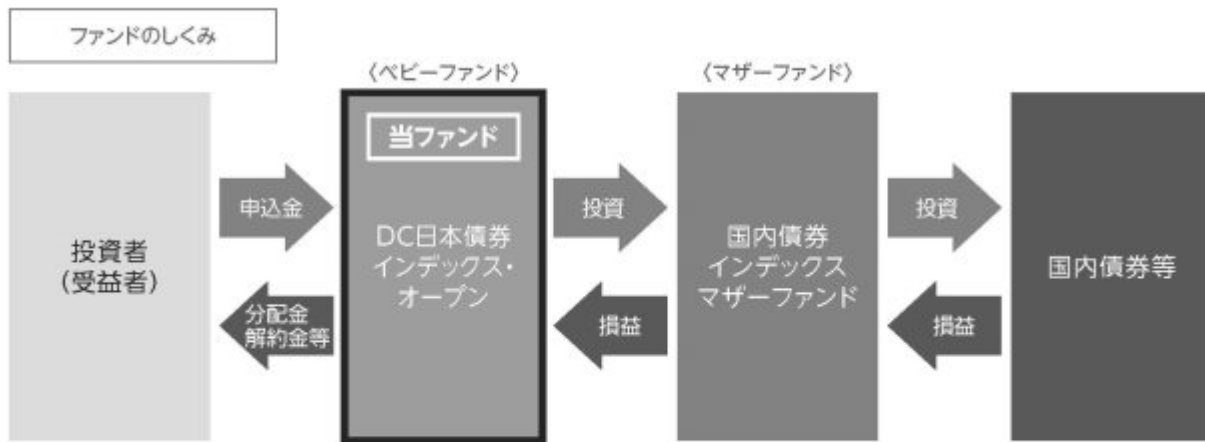 ファンドのしくみ
〈ベビーファンド〉
〈マザーファンド〉
投資者
(受益者)
申込金
分配金
解約金等
当ファンド
DC日本債券
インデックス・
オープン
投資
損益
国内債券
インデックス
マザーファンド
投資
損益
国内債券等